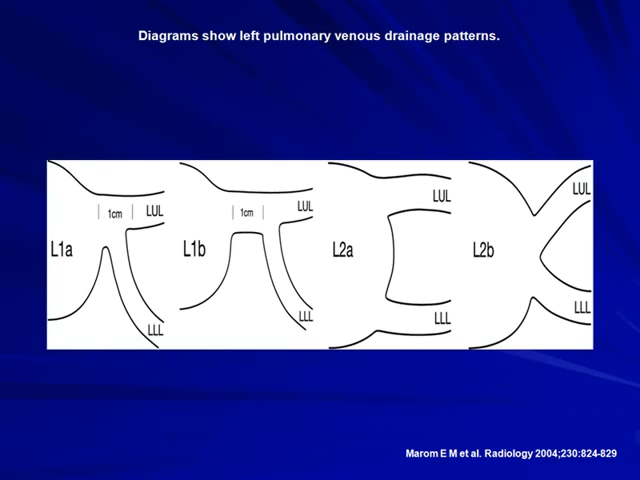 Diagrams show left pulmonary venous drainage patterns.
1cm LUL
L1a
LLL
1cm LUL
L1b
LLL
LUL
L2a
LLL
LUL
L2b
LLL
Marom E M et al. Radiology 2004;230:824-829